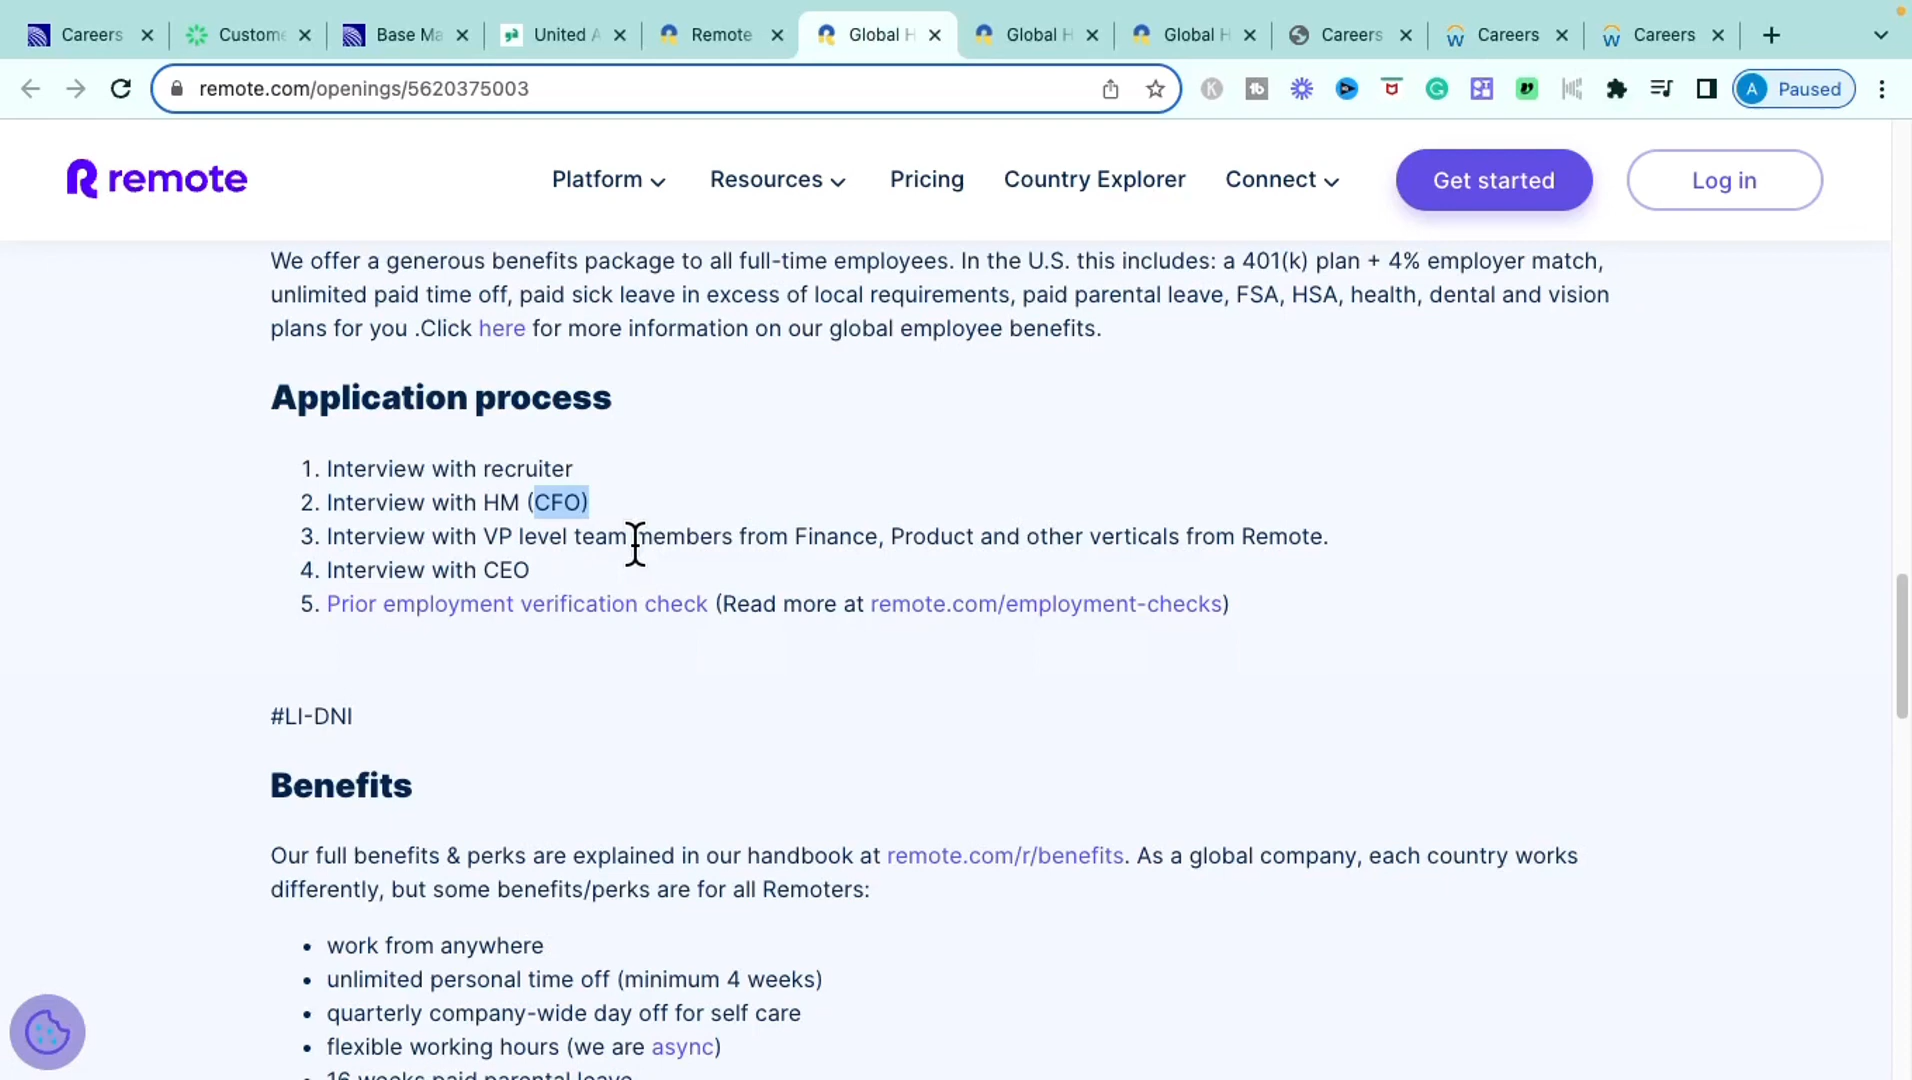 Careers
Custome
Base Ma
United A
Remote
Global H
Global H
Global H
Careers
Careers
Careers
remote.com/openings/5620375003
A Paused
remote
Platform
Resources
Pricing
Country Explorer
Connect
Get started
Log in
We offer a generous benefits package to all full-time employees. In the U.S. this includes: a 401(k) plan + 4% employer match,
unlimited paid time off, paid sick leave in excess of local requirements, paid parental leave, FSA, HSA, health, dental and vision
plans for you .Click here for more information on our global employee benefits.
Application process
1. Interview with recruiter
2. Interview with HM (CFO)
3. Interview with VP level team members from Finance, Product and other verticals from Remote.
4. Interview with CEO
5. Prior employment verification check (Read more at remote.com/employment-checks)
#LI-DNI
Benefits
Our full benefits & perks are explained in our handbook at remote.com/r/benefits. As a global company, each country works
differently, but some benefits/perks are for all Remoters:
• work from anywhere
• unlimited personal time off (minimum 4 weeks)
• quarterly company-wide day off for self care
• flexible working hours (we are async)
• 16 weeks paid parental leave